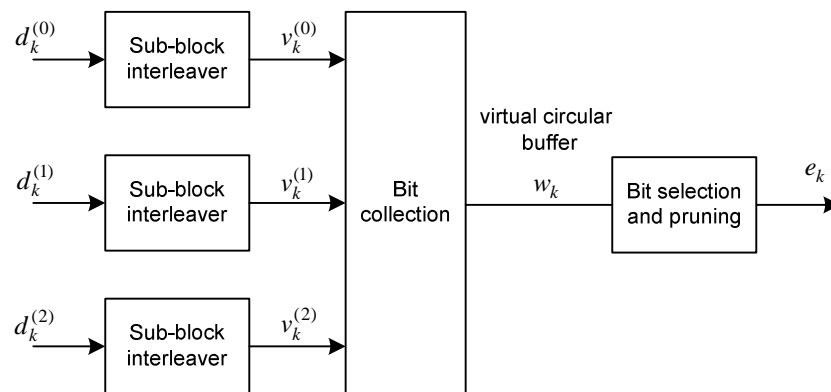 d_k^{(0)}
Sub-block
interleaver
v_k^{(0)}
virtual circular
buffer
d_k^{(1)}
Sub-block
interleaver
v_k^{(1)}
Bit
collection
w_k
Bit selection
and pruning
e_k
d_k^{(2)}
Sub-block
interleaver
v_k^{(2)}